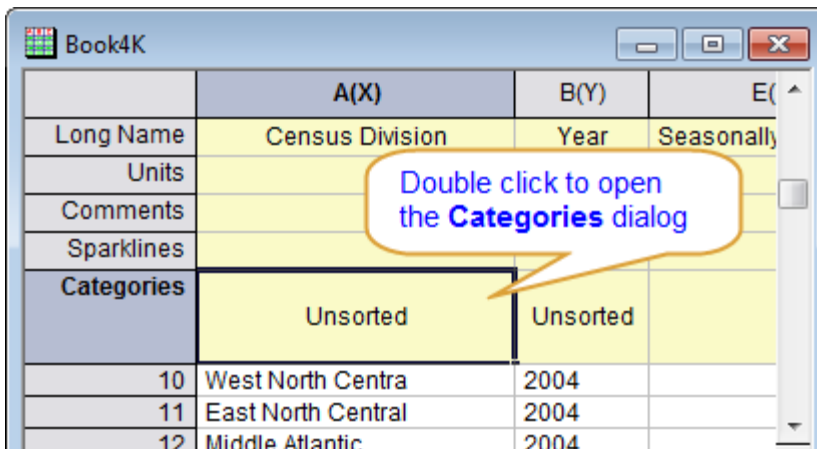 Book4K
A(X) B(Y) E(
Long Name Census Division Year Seasonally
Units
Comments
Sparklines
Double click to open
the Categories dialog
Categories Unsorted Unsorted
10 West North Centra 2004
11 East North Central 2004
12 Middle Atlantic 2004